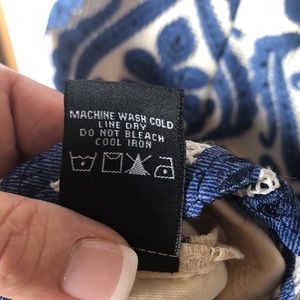 MACHINE WASH COLD
LINE DRY
DO NOT BLEACH
COOL IRON